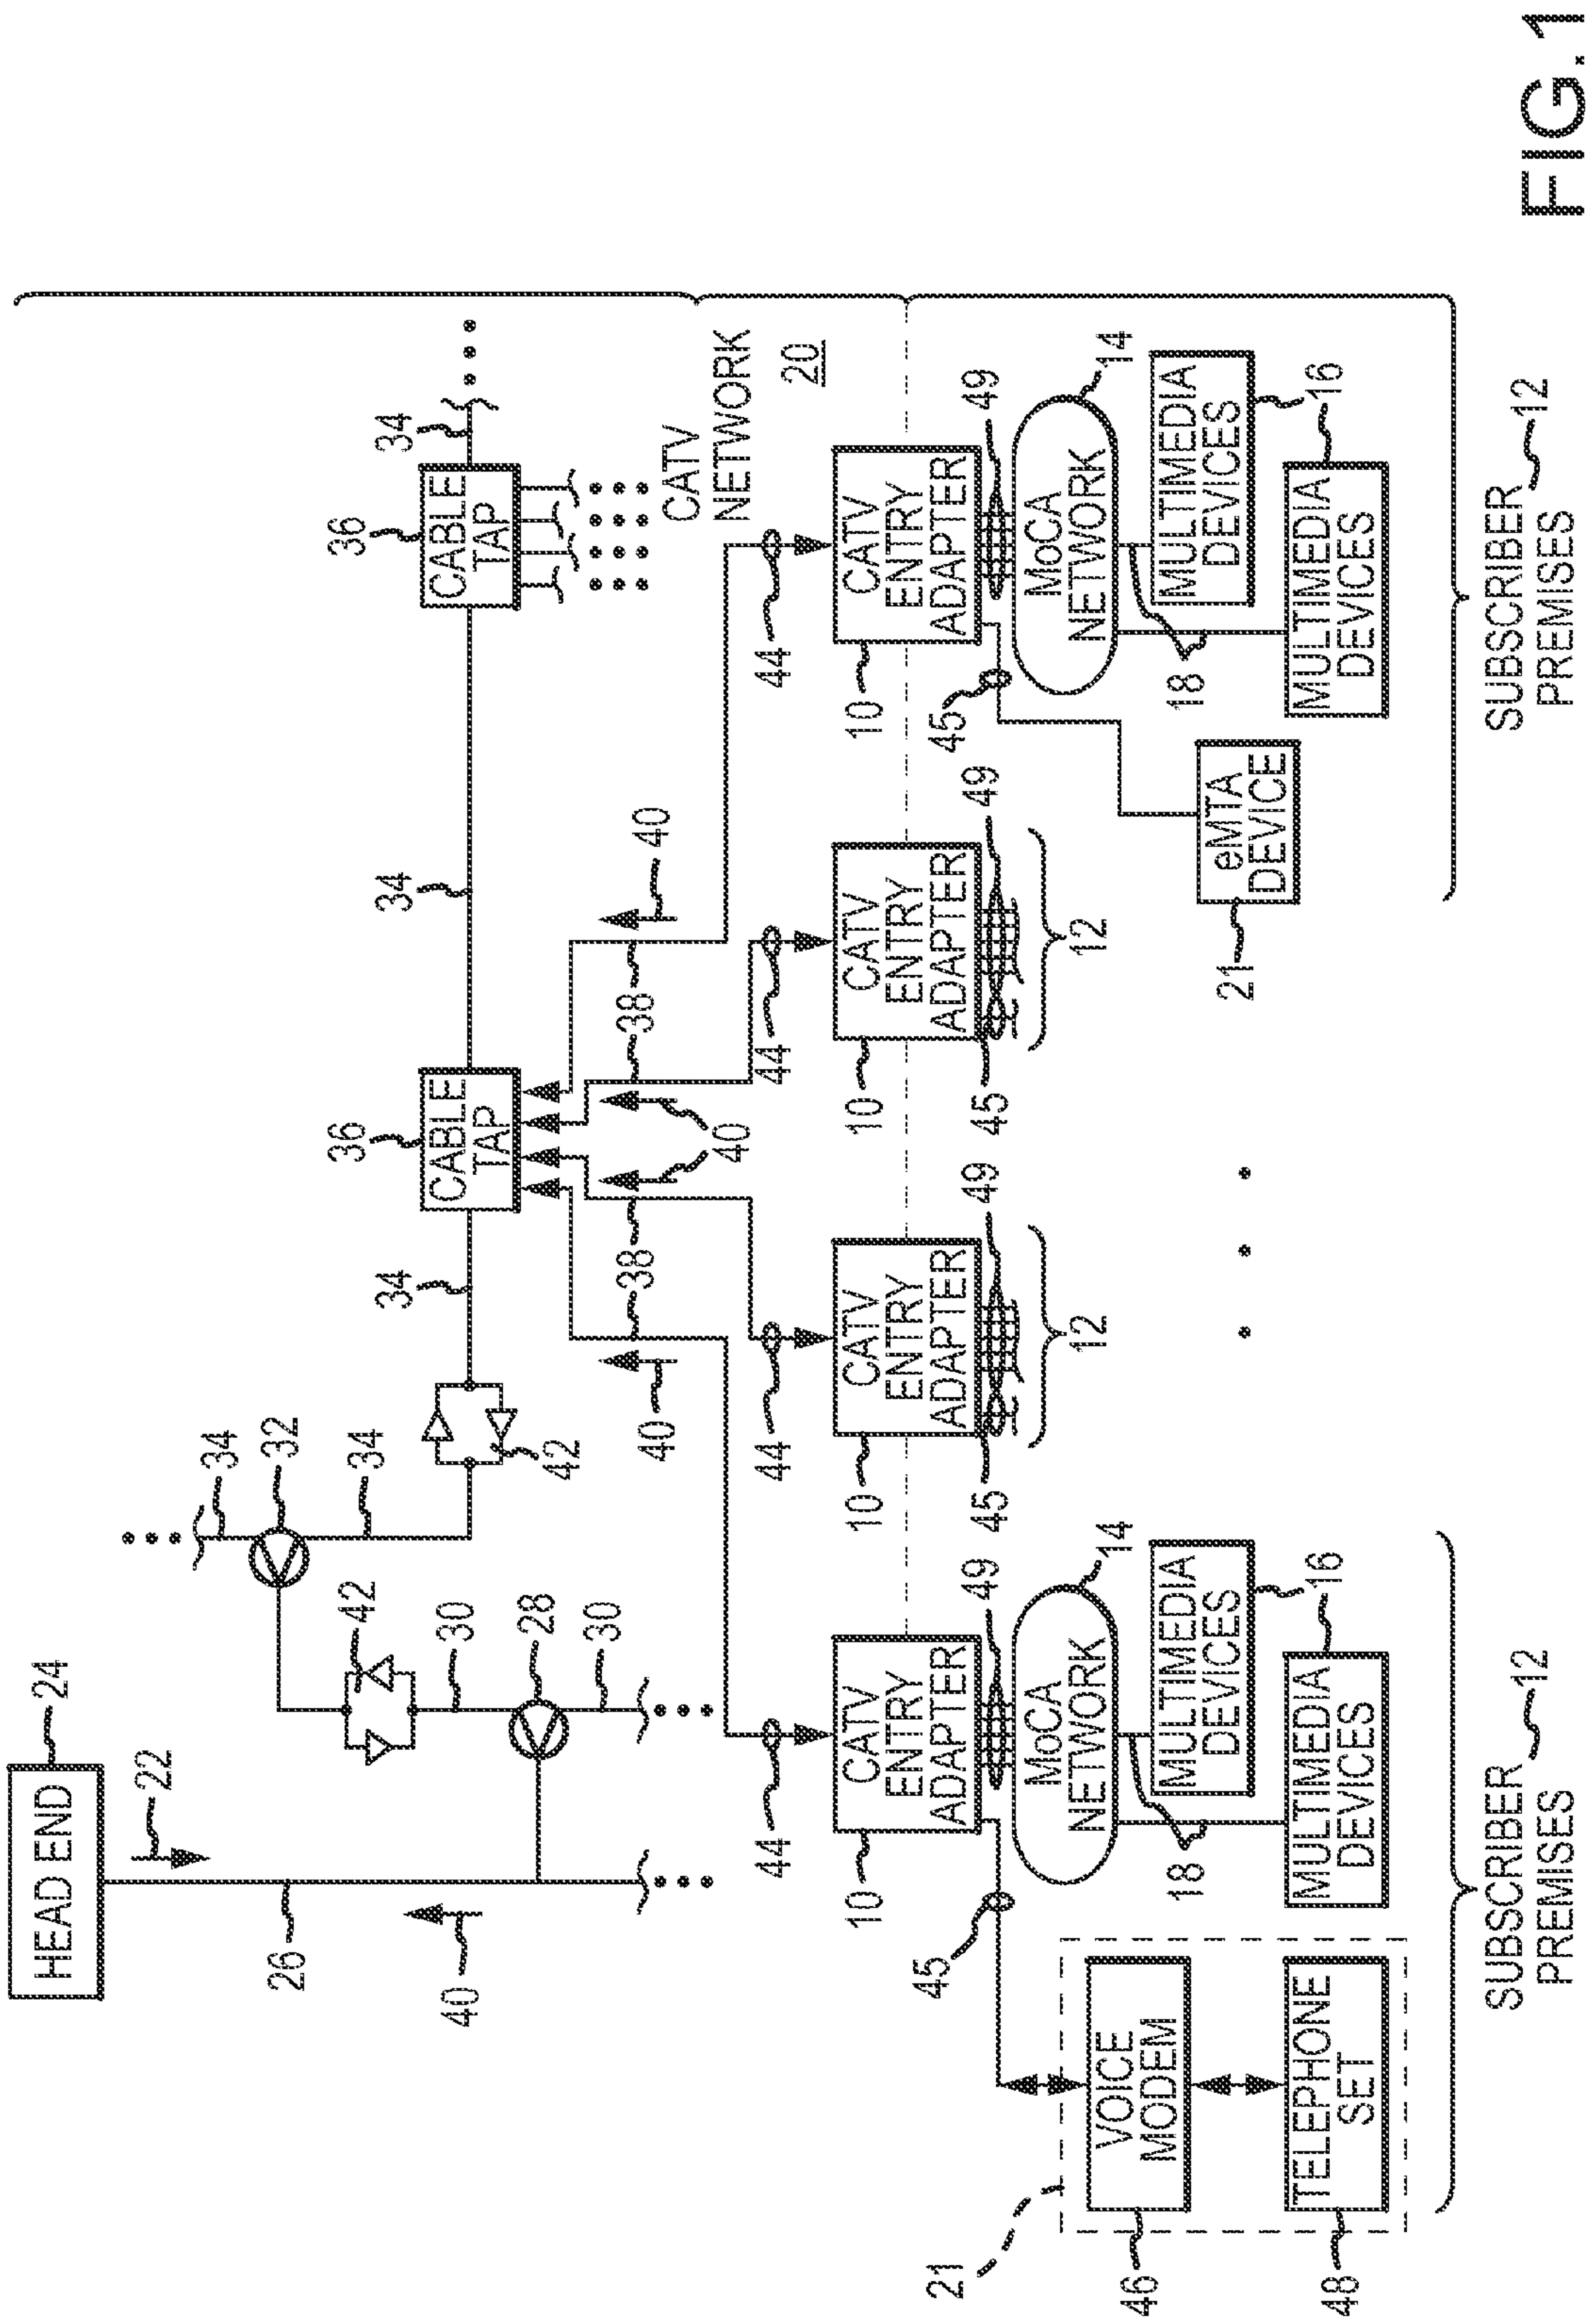 HEAD END
24
22
34
26
32
42
36
CABLE
TAP
36
CABLE
TAP
34
34
34
34
40
30
28
42
30
40
38
38
40
40
CATV
NETWORK
20
44
44
44
44
10
CATV
ENTRY
ADAPTER
10
CATV
ENTRY
ADAPTER
10
CATV
ENTRY
ADAPTER
10
CATV
ENTRY
ADAPTER
45
49
45
49
45
49
45
49
21
MoCA
NETWORK
14
12
12
MoCA
NETWORK
14
46
VOICE
MODEM
18
MULTIMEDIA
DEVICES
16
21
eMTA
DEVICE
18
MULTIMEDIA
DEVICES
16
48
TELEPHONE
SET
MULTIMEDIA
DEVICES
MULTIMEDIA
DEVICES
SUBSCRIBER
PREMISES
12
SUBSCRIBER
PREMISES
12
FIG.1